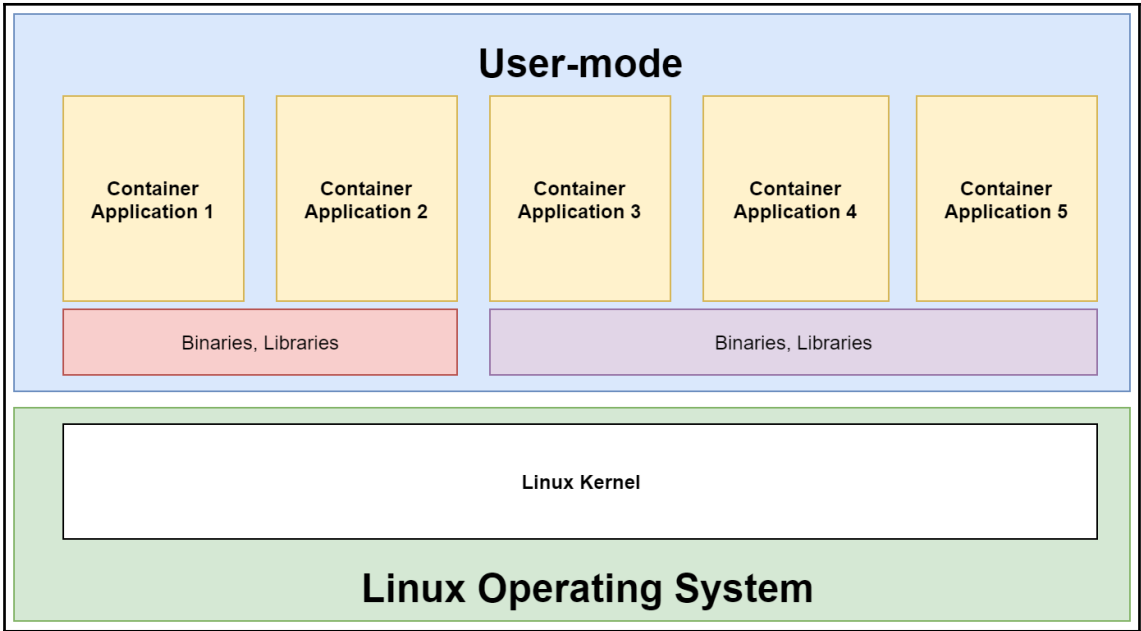 User-mode
Container
Application 1
Container
Application 2
Container
Application 3
Container
Application 4
Container
Application 5
Binaries, Libraries
Binaries, Libraries
Linux Kernel
Linux Operating System